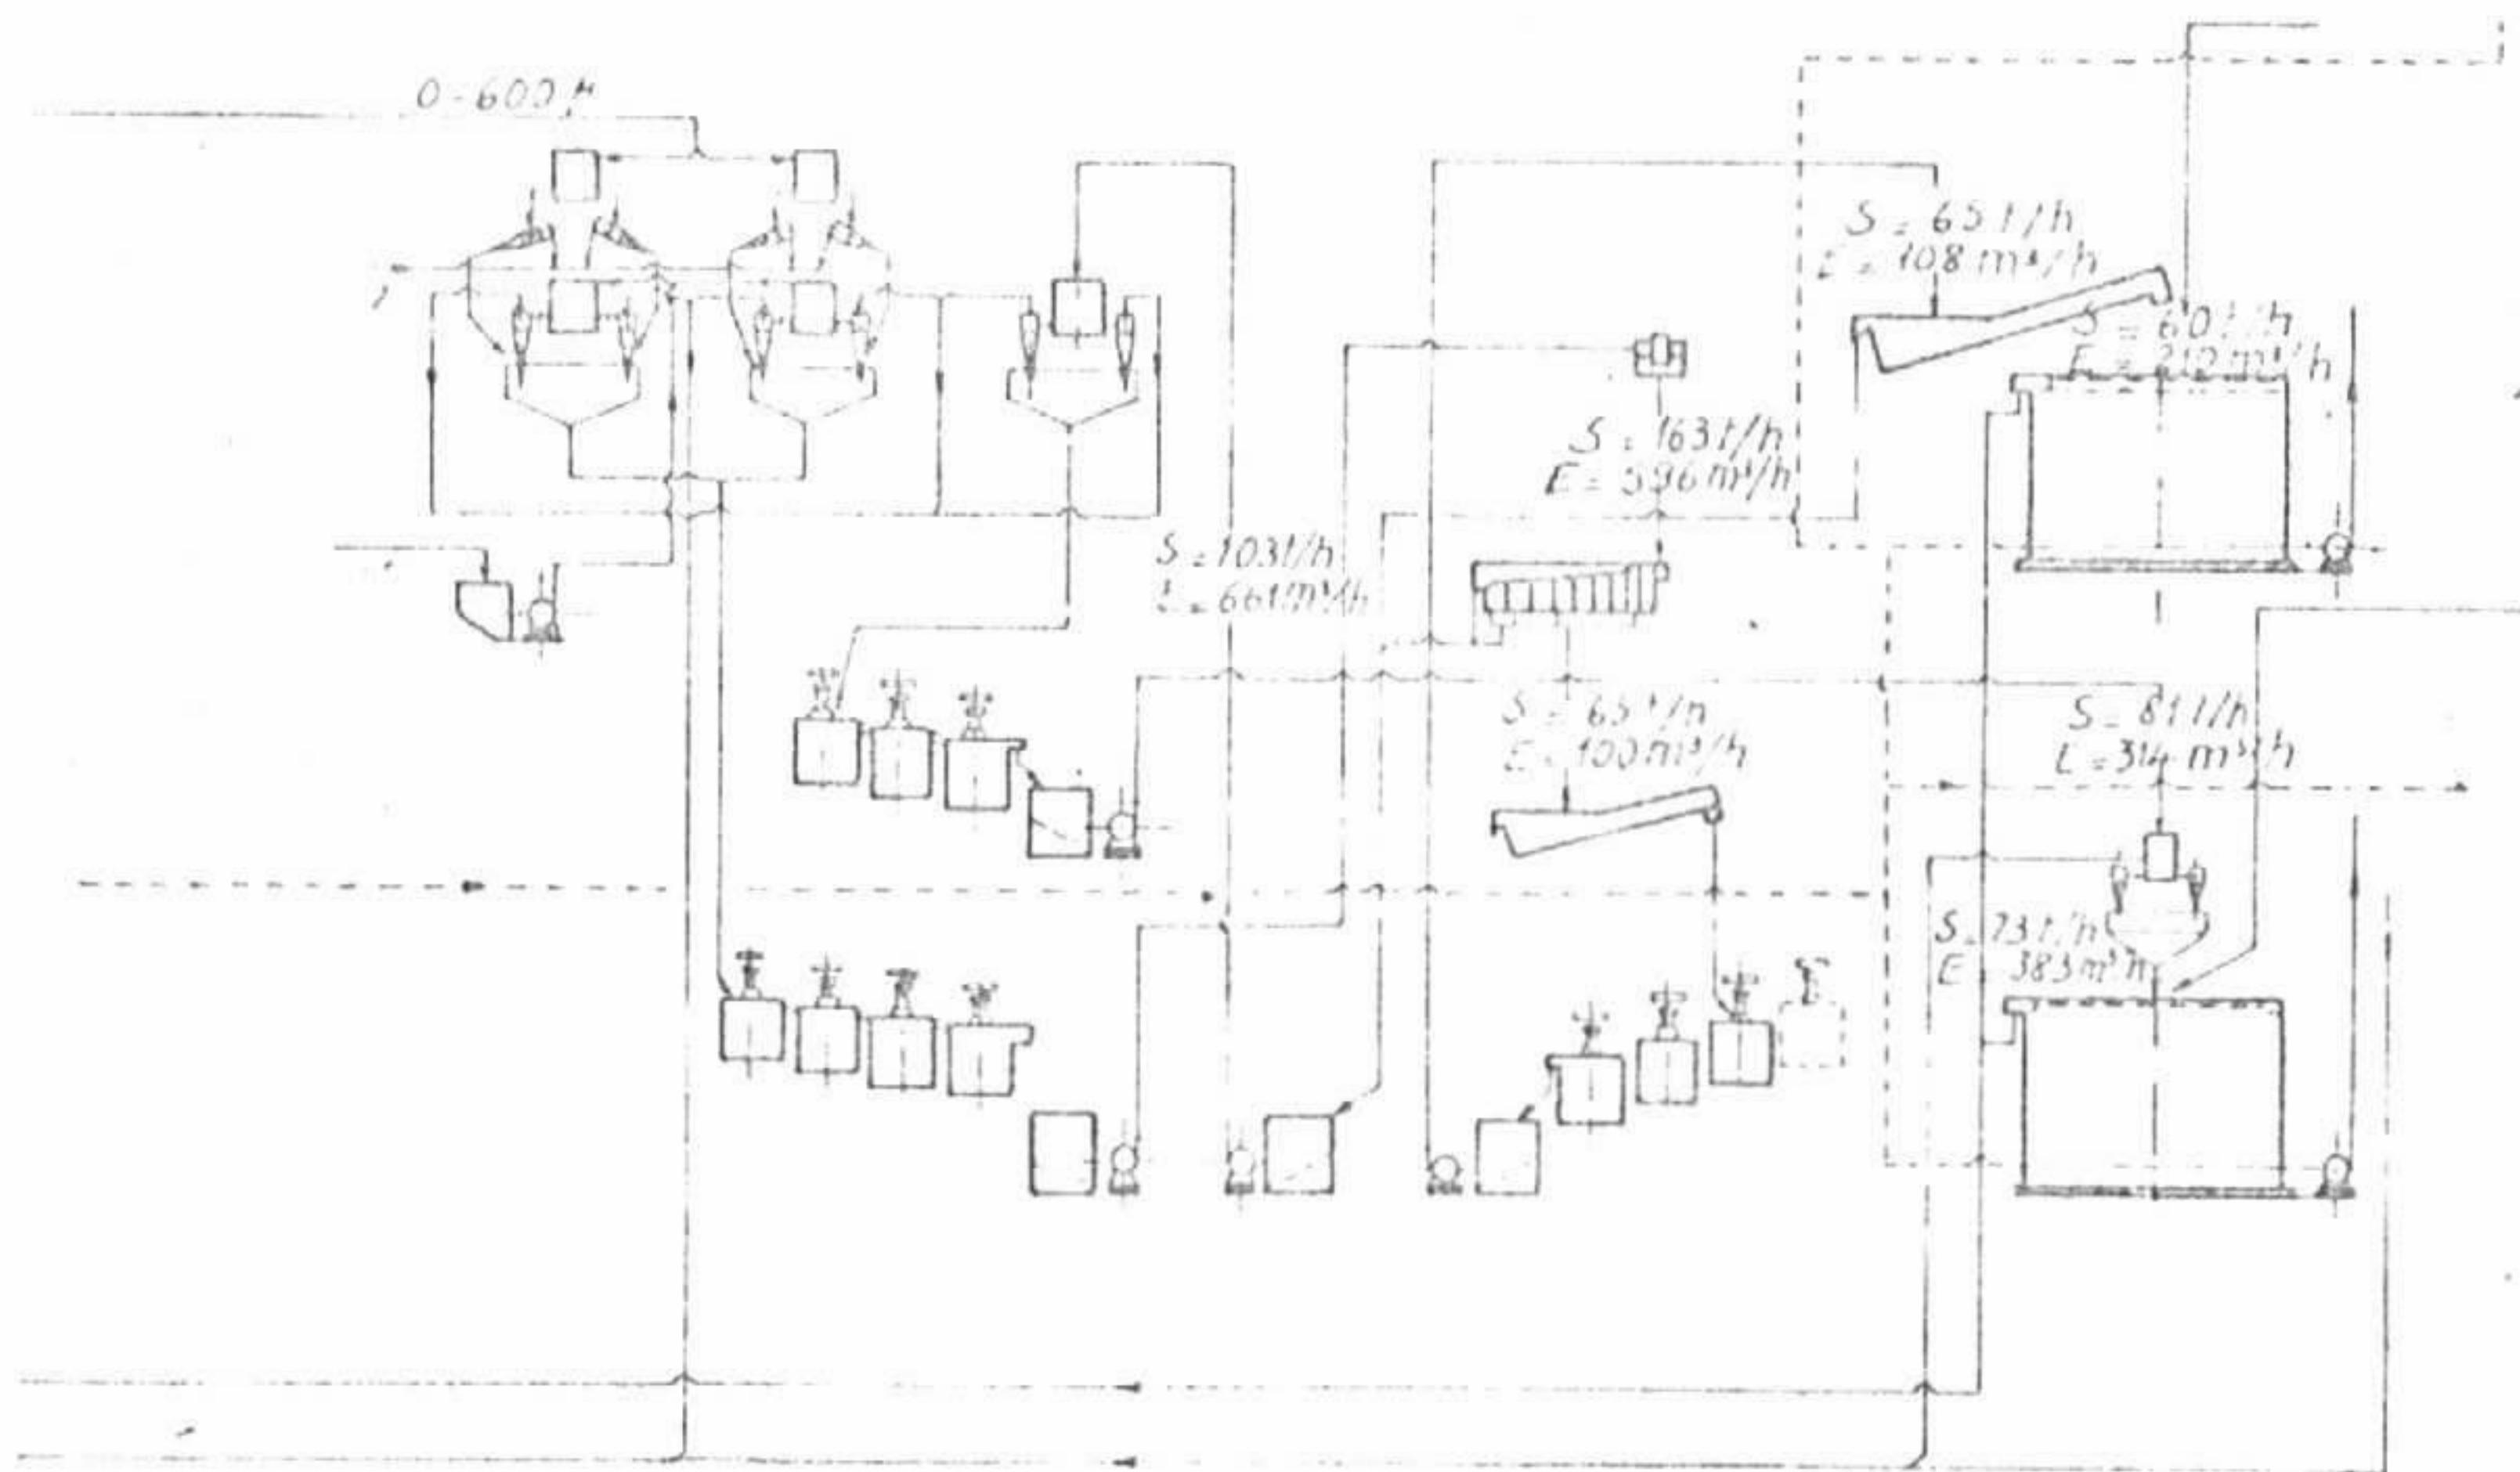 0-600 µ
S = 65 t/h
E = 108 m³/h
S = 60 t/h
E = 210 m³/h
S = 163 t/h
E = 596 m³/h
S = 103 t/h
E = 661 m³/h
S = 65 t/h
E = 100 m³/h
S = 81 t/h
E = 314 m³/h
S = 73 t/h
E = 383 m³/h